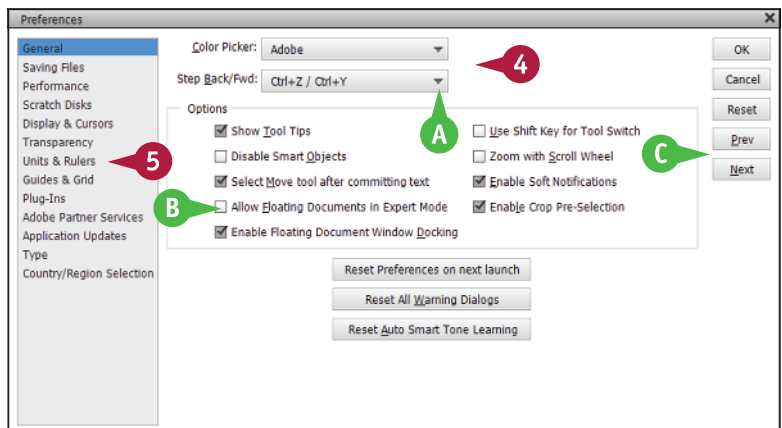 Preferences
General
Saving Files
Performance
Scratch Disks
Display & Cursors
Transparency
Units & Rulers
Guides & Grid
Plug-Ins
Adobe Partner Services
Application Updates
Type
Country/Region Selection
5
Color Picker: Adobe
4
Step Back/Fwd: Ctrl+Z / Ctrl+Y
A
Options
Show Tool Tips
Disable Smart Objects
Select Move tool after committing text
B
Allow Floating Documents in Expert Mode
Enable Floating Document Window Docking
Use Shift Key for Tool Switch
Zoom with Scroll Wheel
Enable Soft Notifications
Enable Crop Pre-Selection
Reset Preferences on next launch
Reset All Warning Dialogs
Reset Auto Smart Tone Learning
OK
Cancel
Reset
C
Prev
Next